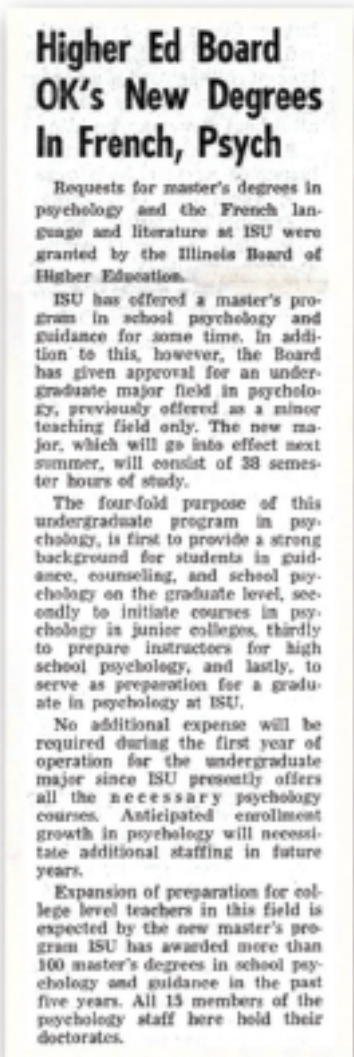 Higher Ed Board
OK's New Degrees
In French, Psych
Requests for master's degrees in
psychology and the French lan-
guage and literature at ISU were
granted by the Illinois Board of
Higher Education.
ISU has offered a master's pro-
gram in school psychology and
guidance for some time. In addi-
tion to this, however, the Board
has given approval for an under-
graduate major field in psycholo-
gy, previously offered as a minor
teaching field only. The new ma-
jor, which will go into effect next
summer, will consist of 38 semes-
ter hours of study.
The four-fold purpose of this
undergraduate program in psy-
chology, is first to provide a strong
background for students in guid-
ance, counseling, and school psy-
chology on the graduate level, sec-
ondly to initiate courses in psy-
chology in junior colleges, thirdly
to prepare instructors for high
school psychology, and lastly, to
serve as preparation for a gradu-
ate in psychology at ISU.
No additional expense will be
required during the first year of
operation for the undergraduate
major since ISU presently offers
all the necessary psychology
courses. Anticipated enrollment
growth in psychology will necessi-
tate additional staffing in future
years.
Expansion of preparation for col-
lege level teachers in this field is
expected by the new master's pro-
gram ISU has awarded more than
100 master's degrees in school psy-
chology and guidance in the past
five years. All 15 members of the
psychology staff here hold their
doctorates.